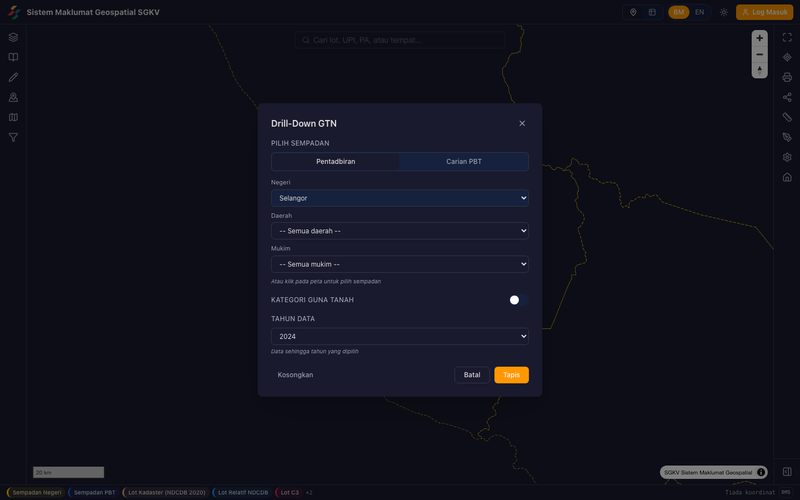 Sistem Maklumat Geospatial SGKV
BM
EN
Log Masuk
Cari lot, UPI, PA, atau tempat...
Drill-Down GTN
PILIH SEMPADAN
Pentadbiran
Carian PBT
Negeri
Selangor
Daerah
-- Semua daerah --
Mukim
-- Semua mukim --
Atau klik pada peta untuk pilih sempadan
KATEGORI GUNA TANAH
TAHUN DATA
2024
Data sehingga tahun yang dipilih
Kosongkan
Batal
Tapis
20 km
SGKV Sistem Maklumat Geospatial
Sempadan Negeri
Sempadan PBT
Lot Kadaster (NDCDB 2020)
Lot Relatif NDCDB
Lot C3
+2
Tiada koordinat
DMS